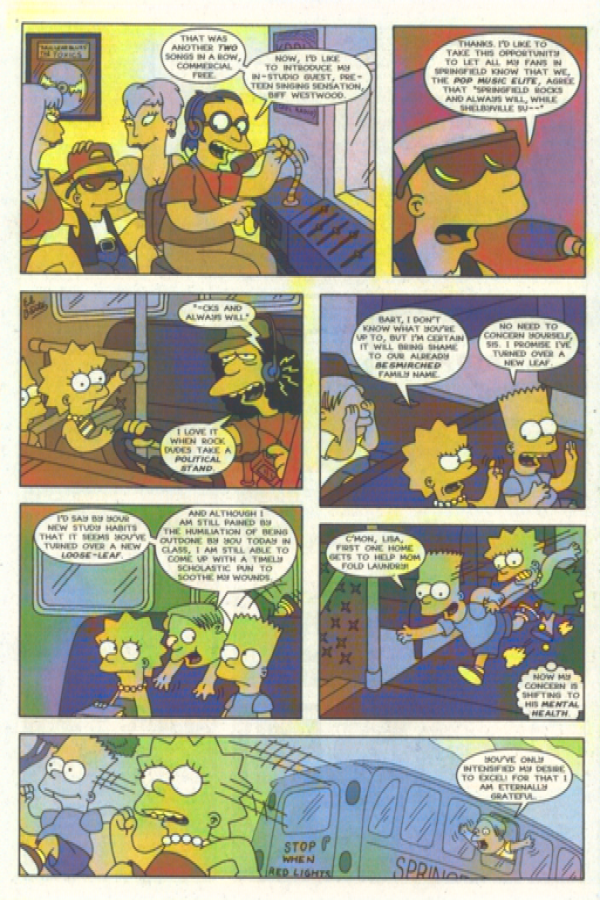 THAT WAS
ANOTHER TWO
SONGS IN A ROW,
COMMERCIAL
FREE.
NOW, I'D LIKE
TO INTRODUCE MY
IN-STUDIO GUEST, PRE-
TEEN SINGING SENSATION,
BIFF WESTWOOD.
THANKS. I'D LIKE TO
TAKE THIS OPPORTUNITY
TO LET ALL MY FANS IN
SPRINGFIELD KNOW THAT WE,
THE POP MUSIC ELITE, AGREE
THAT "SPRINGFIELD ROCKS
AND ALWAYS WILL, WHILE
SHELBYVILLE SU--"
"-CKS AND
ALWAYS WILL"
I LOVE IT
WHEN ROCK
DUDES TAKE A
POLITICAL
STAND.
BART, I DON'T
KNOW WHAT YOU'RE
UP TO, BUT I'M CERTAIN
IT WILL BRING SHAME
TO OUR ALREADY
BESMIRCHED
FAMILY NAME.
NO NEED TO
CONCERN YOURSELF,
SIS. I PROMISE I'VE
TURNED OVER A
NEW LEAF.
I'D SAY BY YOUR
NEW STUDY HABITS
THAT IT SEEMS YOU'VE
TURNED OVER A NEW
LOOSE-LEAF.
AND ALTHOUGH I
AM STILL PAINED BY
THE HUMILIATION OF BEING
OUTDONE BY YOU TODAY IN
CLASS, I AM STILL ABLE TO
COME UP WITH A TIMELY
SCHOLASTIC PUN TO
SOOTHE MY WOUNDS.
C'MON, LISA,
FIRST ONE HOME
GETS TO HELP MOM
FOLD LAUNDRY!
NOW MY
CONCERN IS
SHIFTING TO
HIS MENTAL
HEALTH.
YOU'VE ONLY
INTENSIFIED MY DESIRE
TO EXCEL! FOR THAT I
AM ETERNALLY
GRATEFUL.
STOP
WHEN
RED LIGHTS
SPRING